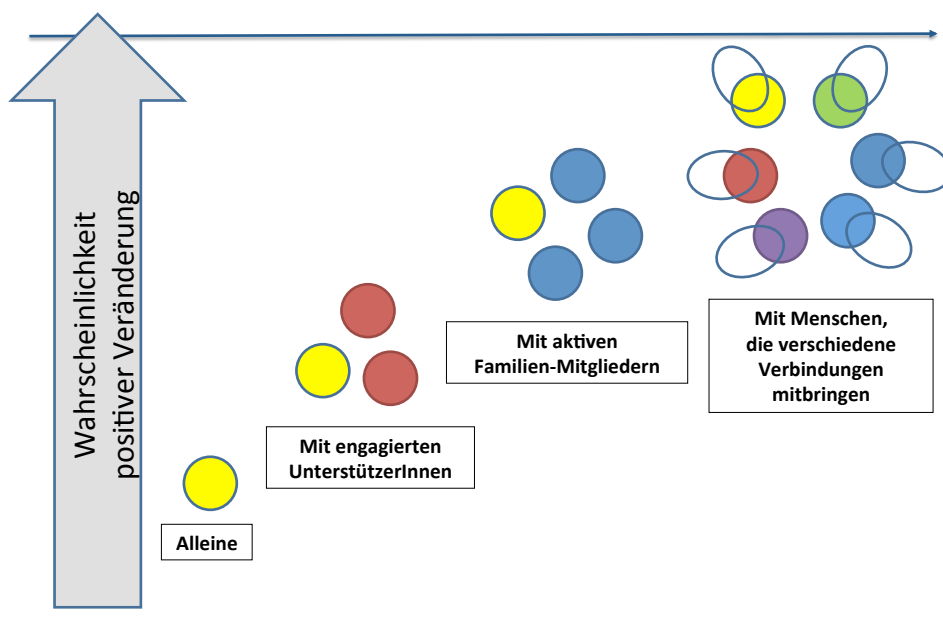 Wahrscheinlichkeit
positiver Veränderung
Alleine
Mit engagierten
UnterstützerInnen
Mit aktiven
Familien-Mitgliedern
Mit Menschen,
die verschiedene
Verbindungen
mitbringen